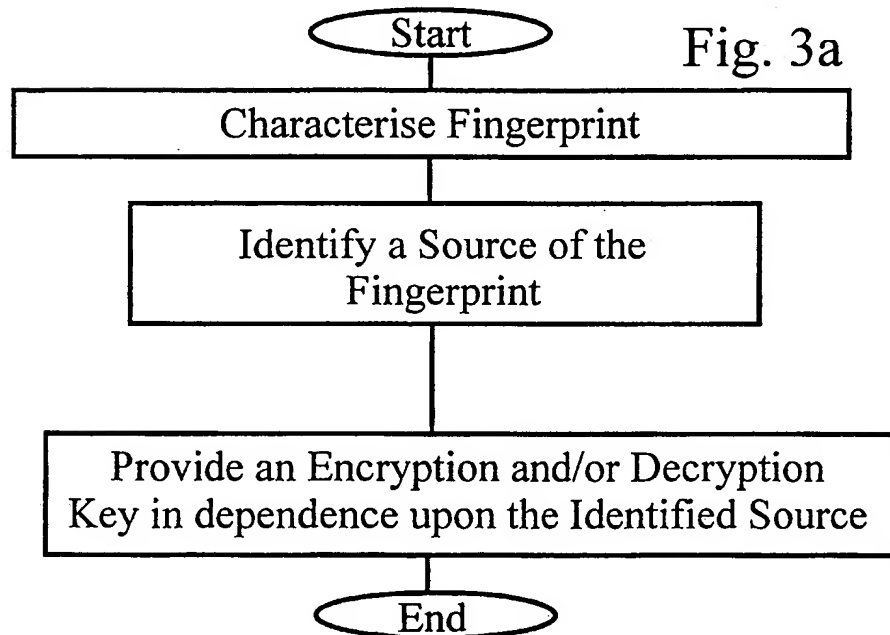 Start
Fig. 3a
Characterise Fingerprint
Identify a Source of the
Fingerprint
Provide an Encryption and/or Decryption
Key in dependence upon the Identified Source
End